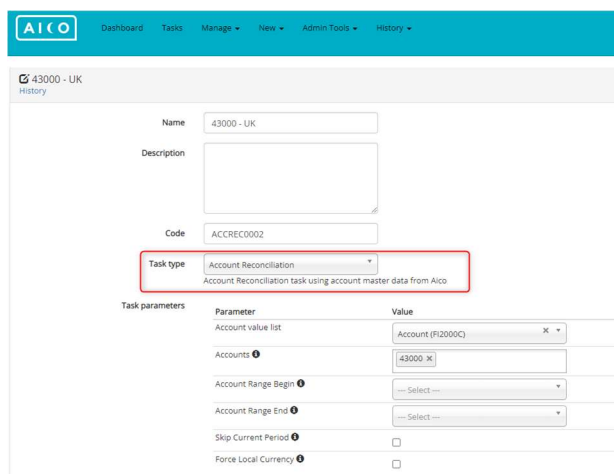 AICO Dashboard Tasks Manage New Admin Tools History
43000 - UK
History
Name 43000 - UK
Description
Code ACCREC0002
Task type Account Reconciliation
Account Reconciliation task using account master data from Aico
Task parameters Parameter Value
Account value list Account (FI2000C)
Accounts 43000
Account Range Begin --- Select ---
Account Range End --- Select ---
Skip Current Period
Force Local Currency